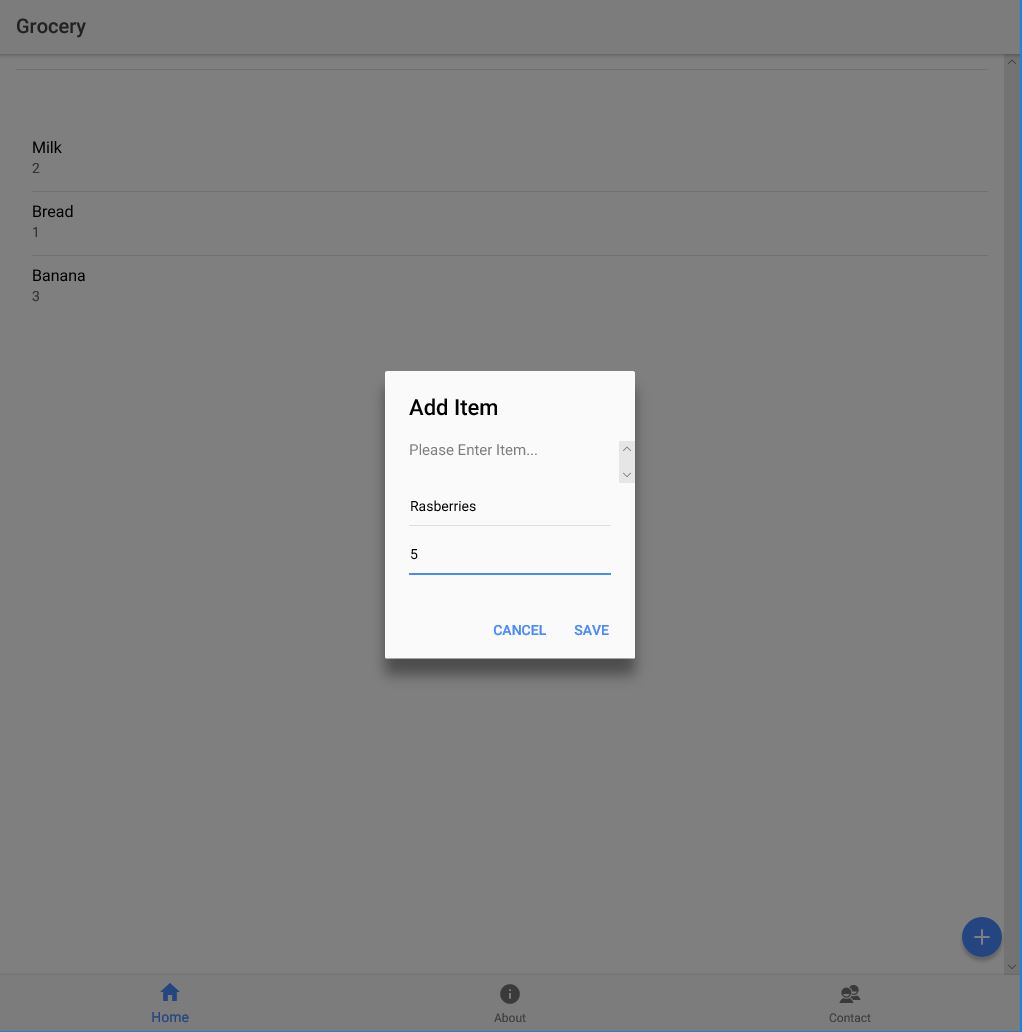 Grocery
Milk
2
Bread
1
Banana
3
Add Item
Please Enter Item...
Rasberries
5
CANCEL SAVE
Home About Contact